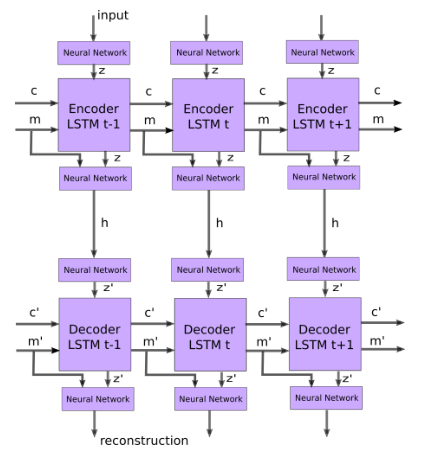 input
Neural Network Neural Network Neural Network
z z z
c c c c
Encoder Encoder Encoder
LSTM t-1 LSTM t LSTM t+1
m m m m
z z z
Neural Network Neural Network Neural Network
h h h
Neural Network Neural Network Neural Network
z' z' z'
c' c' c' c'
Decoder Decoder Decoder
LSTM t-1 LSTM t LSTM t+1
m' m' m' m'
z' z' z'
Neural Network Neural Network Neural Network
reconstruction